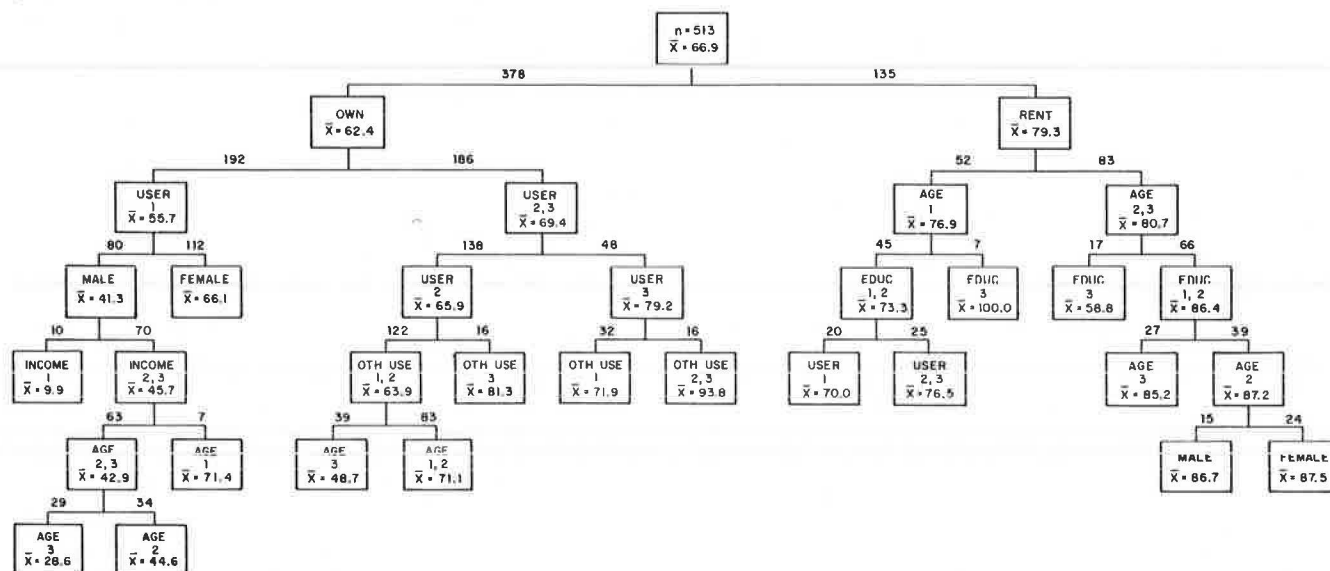 n = 513
X̄ = 66.9
378 135
OWN
X̄ = 62.4
RENT
X̄ = 79.3
192 186 52 83
USER
1
X̄ = 55.7
USER
2, 3
X̄ = 69.4
AGE
1
X̄ = 76.9
AGE
2, 3
X̄ = 80.7
80 112 138 48 45 7 17 66
MALE
X̄ = 41.3
FEMALE
X̄ = 66.1
USER
2
X̄ = 65.9
USER
3
X̄ = 79.2
EDUC
1, 2
X̄ = 73.3
EDUC
3
X̄ = 100.0
EDUC
3
X̄ = 58.8
EDUC
1, 2
X̄ = 86.4
10 70 122 16 32 16 20 25 27 39
INCOME
1
X̄ = 9.9
INCOME
2, 3
X̄ = 45.7
OTH USE
1, 2
X̄ = 63.9
OTH USE
3
X̄ = 81.3
OTH USE
1
X̄ = 71.9
OTH USE
2, 3
X̄ = 93.8
USER
1
X̄ = 70.0
USER
2, 3
X̄ = 76.5
AGE
3
X̄ = 85.2
AGE
2
X̄ = 87.2
63 7 39 83 15 24
AGE
2, 3
X̄ = 42.9
AGE
1
X̄ = 71.4
AGE
3
X̄ = 48.7
AGE
1, 2
X̄ = 71.1
MALE
X̄ = 86.7
FEMALE
X̄ = 87.5
29 34
AGE
3
X̄ = 28.6
AGE
2
X̄ = 44.6